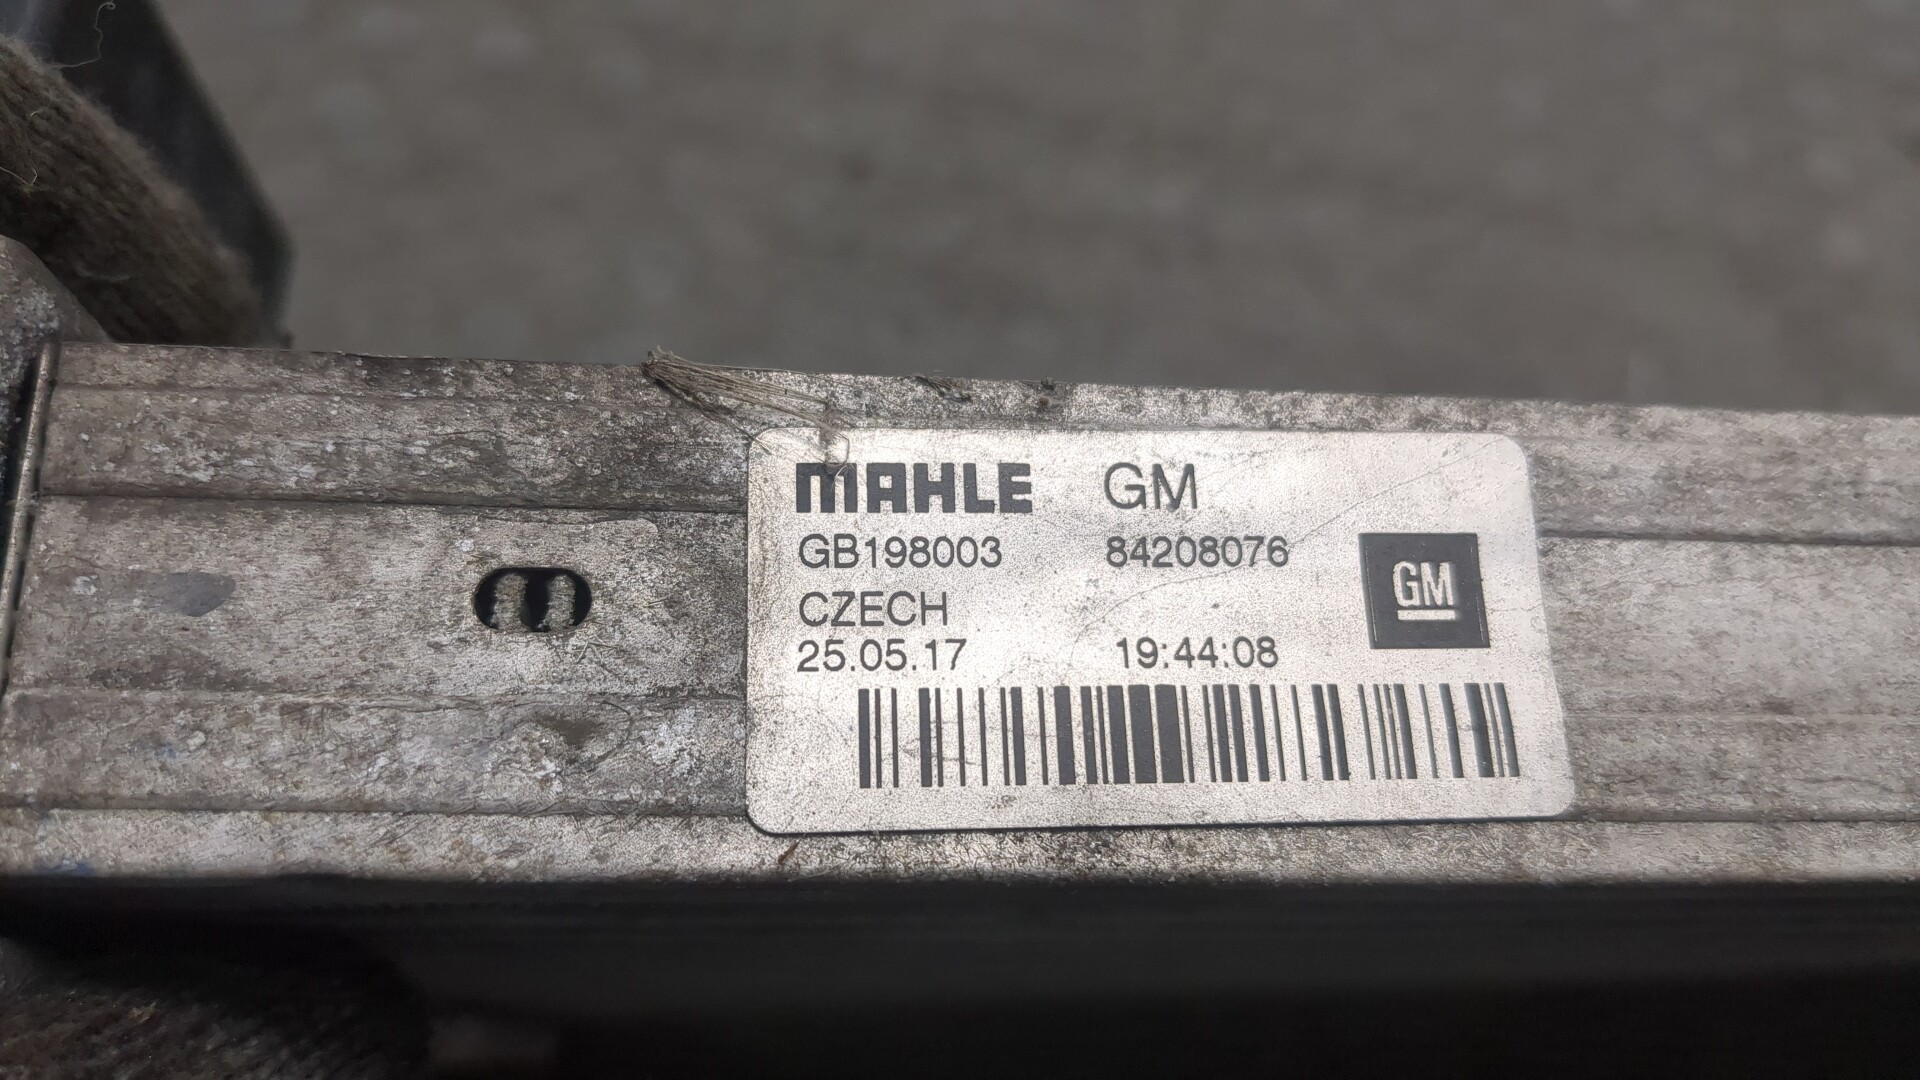 MAHLE GM
GB198003 84208076
GM
CZECH
25.05.17 19:44:08